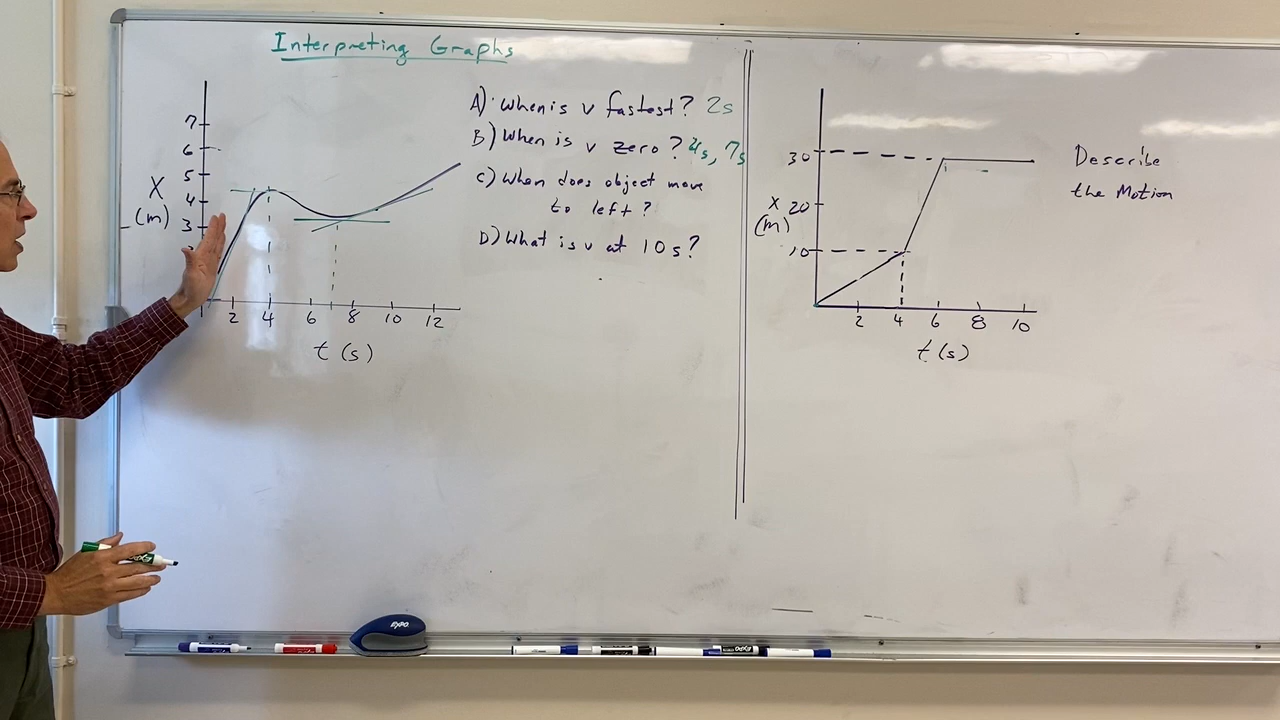 Interpreting Graphs
7
6
5
4
3
X
(m)
2 4 6 8 10 12
t (s)
A) When is v fastest? 2s
B) When is v zero? 4s, 7s
C) When does object move
to left?
D) What is v at 10s?
30
20
10
X
(m)
2 4 6 8 10
t (s)
Describe
the Motion
EXPO
EXPO